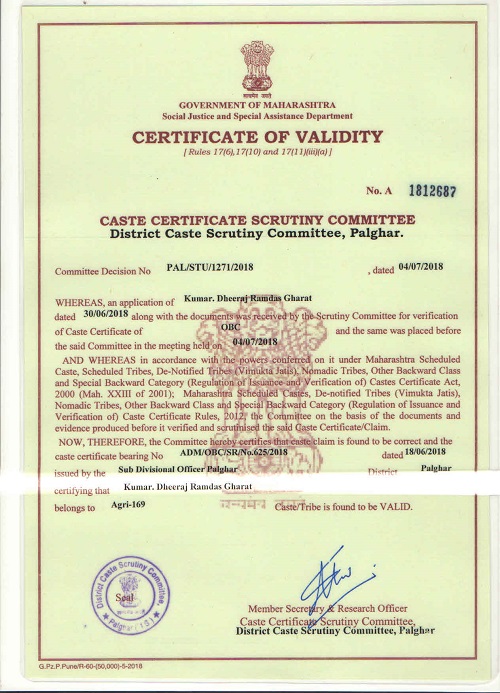 सत्यमेव जयते
GOVERNMENT OF MAHARASHTRA
Social Justice and Special Assistance Department
CERTIFICATE OF VALIDITY
[ Rules 17(6),17(10) and 17(11)(iii)(a) ]
No. A 1812687
CASTE CERTIFICATE SCRUTINY COMMITTEE
District Caste Scrutiny Committee, Palghar.
Committee Decision No PAL/STU/1271/2018 , dated 04/07/2018
WHEREAS, an application of Kumar. Dheeraj Ramdas Gharat
dated 30/06/2018 along with the documents was received by the Scrutiny Committee for verification
of Caste Certificate of OBC and the same was placed before
the said Committee in the meeting held on 04/07/2018
AND WHEREAS in accordance with the powers conferred on it under Maharashtra Scheduled
Caste, Scheduled Tribes, De-Notified Tribes (Vimukta Jatis), Nomadic Tribes, Other Backward Class
and Special Backward Category (Regulation of Issuance and Verification of) Castes Certificate Act,
2000 (Mah. XXIII of 2001); Maharashtra Scheduled Castes, De-notified Tribes (Vimukta Jatis),
Nomadic Tribes, Other Backward Class and Special Backward Category (Regulation of Issuance and
Verification of) Caste Certificate Rules, 2012, the Committee on the basis of the documents and
evidence produced before it verified and scrutinised the said Caste Certificate/Claim.
NOW, THEREFORE, the Committee hereby certifies that caste claim is found to be correct and the
caste certificate bearing No ADM/OBC/SR/No.625/2018 dated 18/06/2018
issued by the Sub Divisional Officer Palghar District Palghar
certifying that Kumar. Dheeraj Ramdas Gharat
belongs to Agri-169 Caste/Tribe is found to be VALID.
District Caste Scrutiny Committee,
Seal
Palghar
Member Secretary & Research Officer
Caste Certificate Scrutiny Committee,
District Caste Scrutiny Committee, Palghar
G.Pz.P.Pune/R-60-(50,000)-5-2018